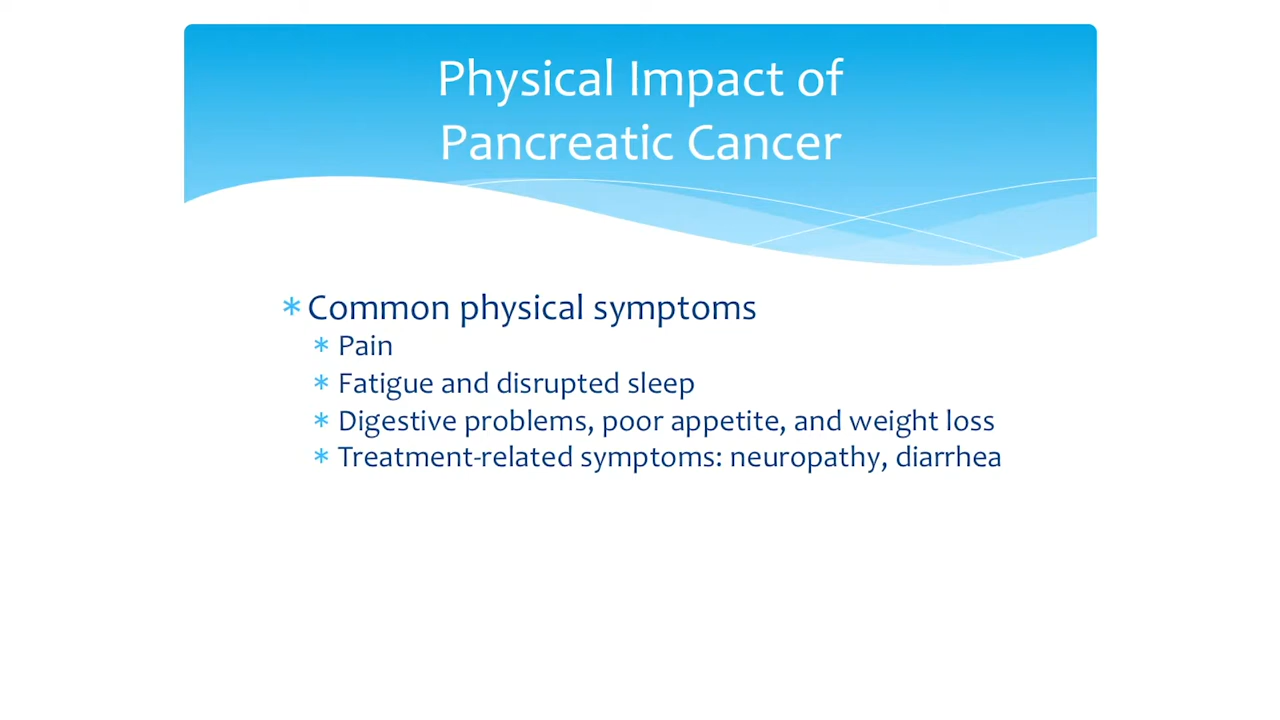 Physical Impact of
Pancreatic Cancer
* Common physical symptoms
* Pain
* Fatigue and disrupted sleep
* Digestive problems, poor appetite, and weight loss
* Treatment-related symptoms: neuropathy, diarrhea